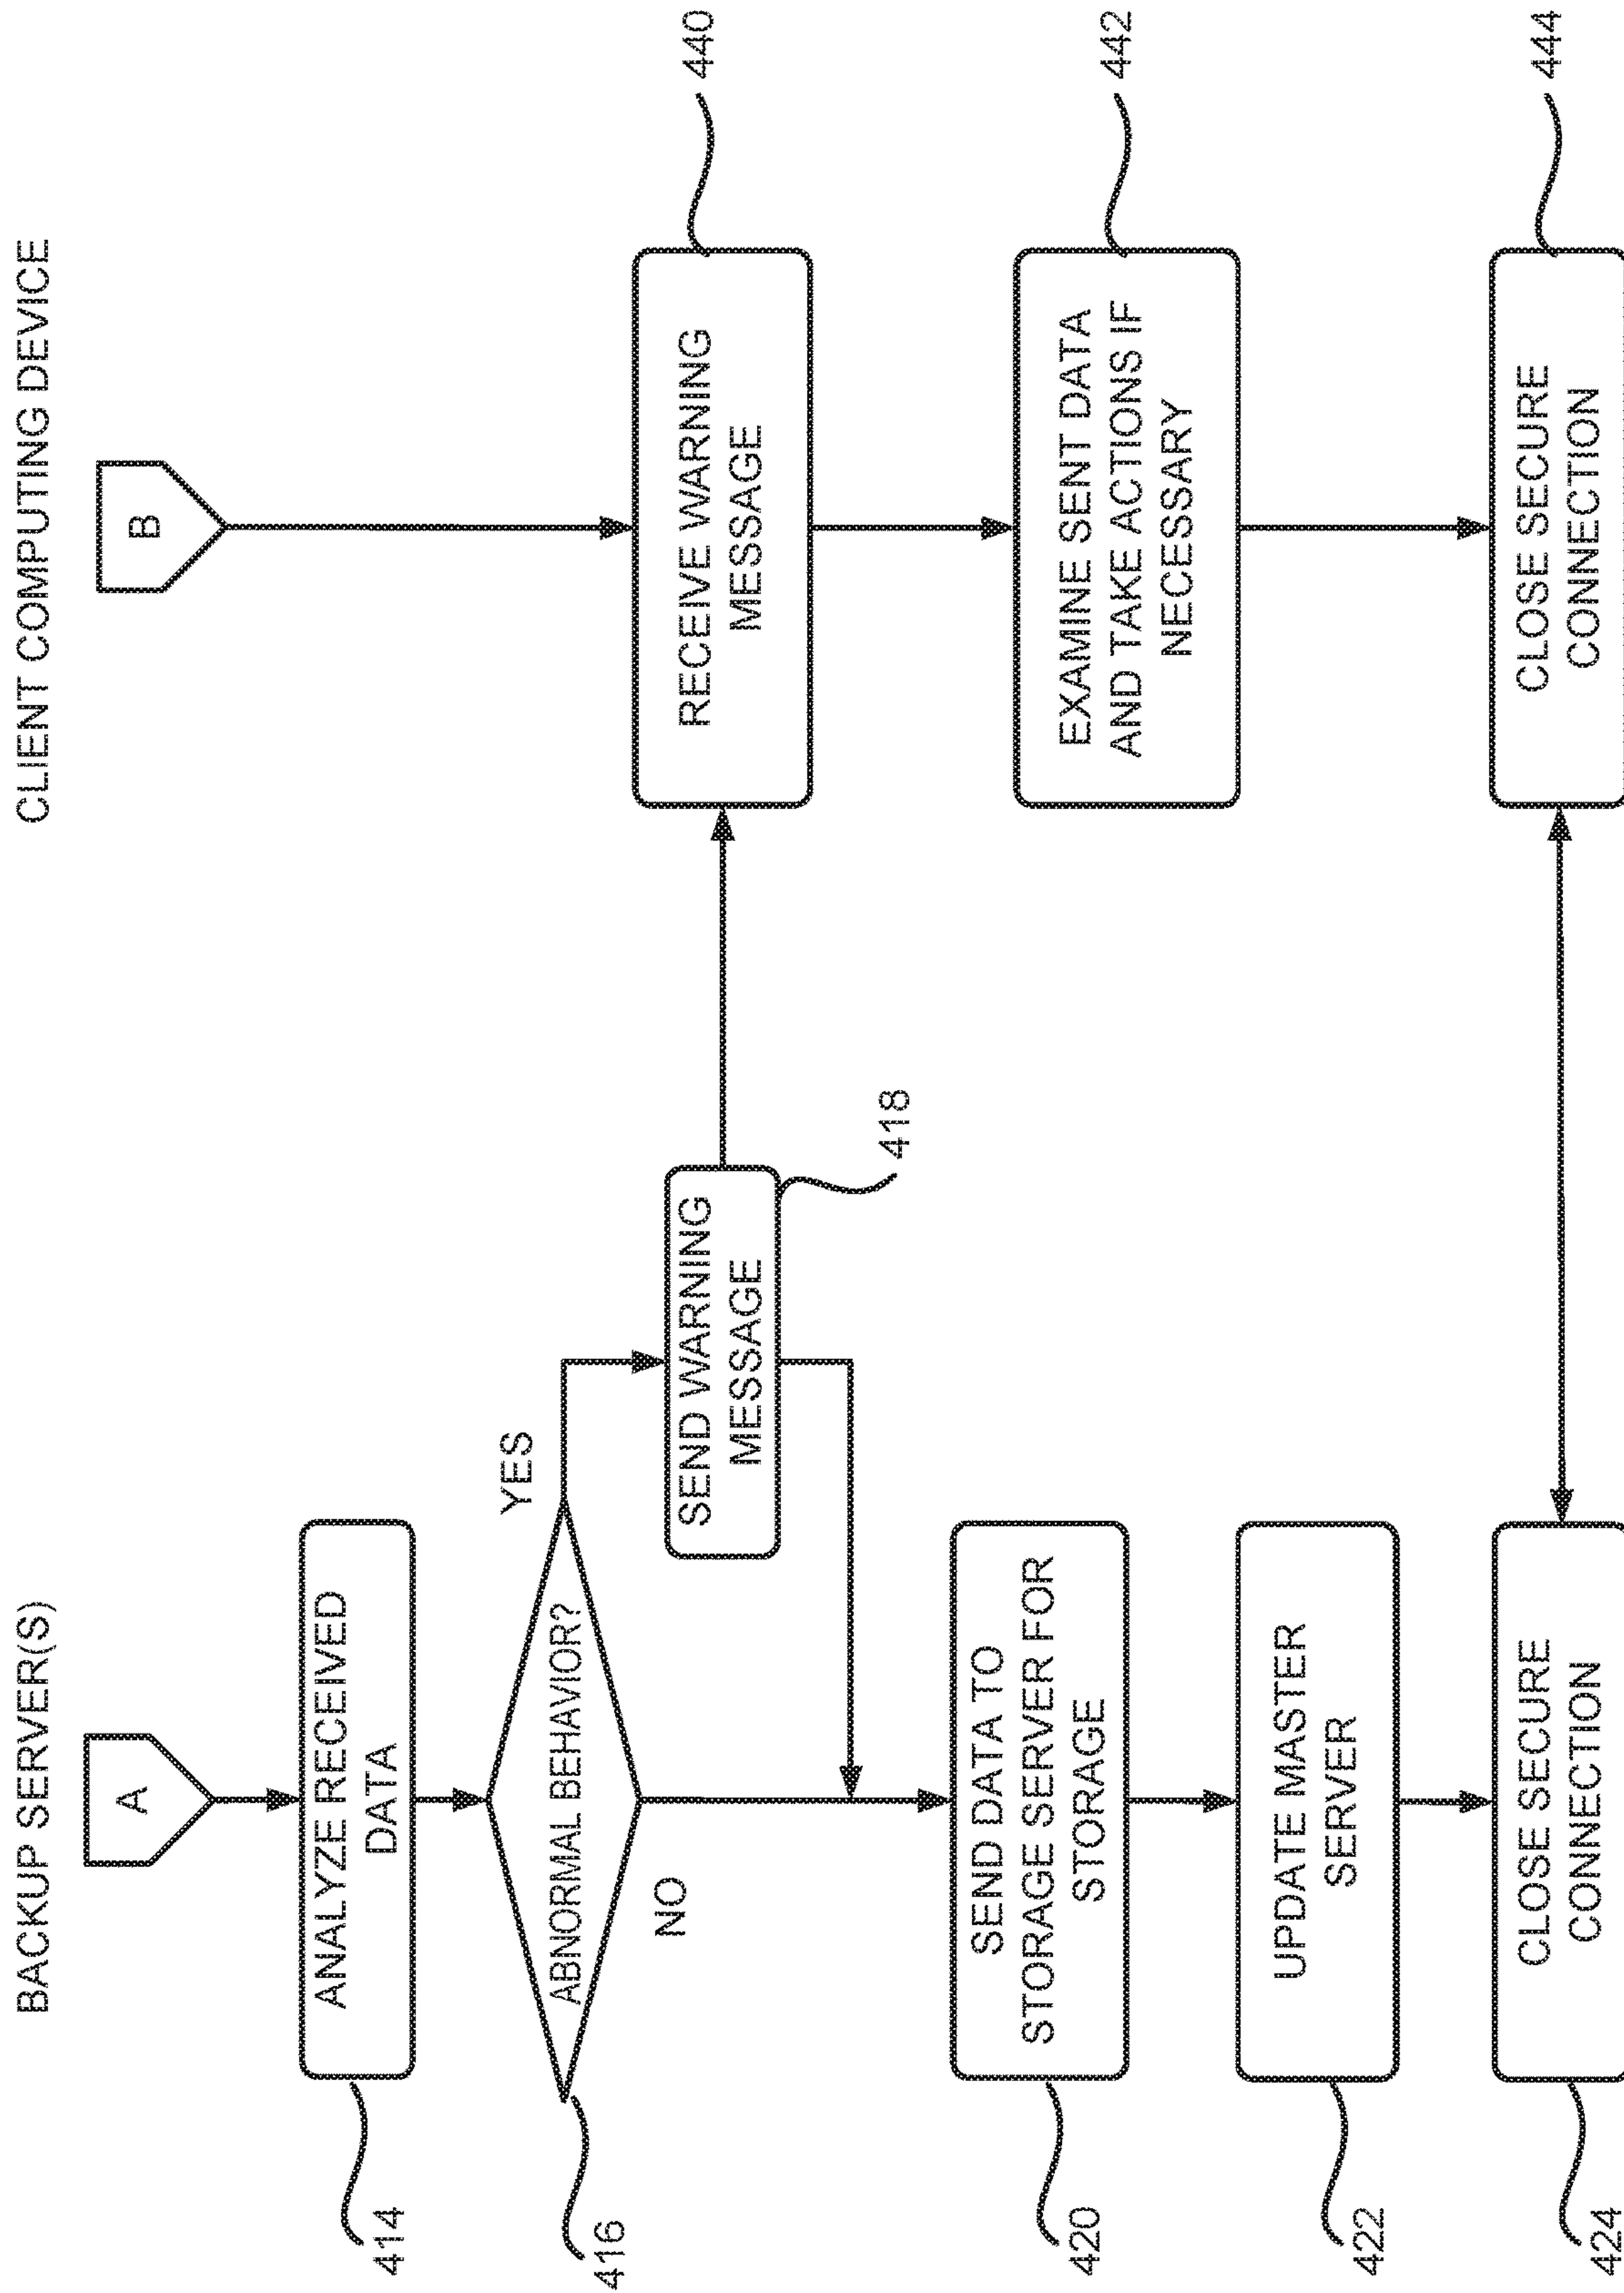 BACKUP SERVER(S)
CLIENT COMPUTING DEVICE
A
B
ANALYZE RECEIVED
DATA
414
ABNORMAL BEHAVIOR?
416
YES
NO
SEND WARNING
MESSAGE
418
RECEIVE WARNING
MESSAGE
440
SEND DATA TO
STORAGE SERVER FOR
STORAGE
420
EXAMINE SENT DATA
AND TAKE ACTIONS IF
NECESSARY
442
UPDATE MASTER
SERVER
422
CLOSE SECURE
CONNECTION
424
CLOSE SECURE
CONNECTION
444